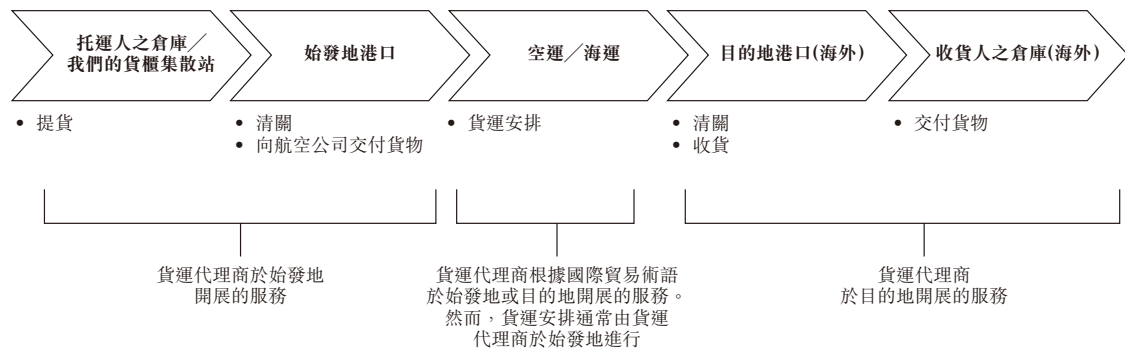 托運人之倉庫／
我們的貨櫃集散站
始發地港口
空運／海運
目的地港口(海外)
收貨人之倉庫(海外)
• 提貨
• 清關
• 向航空公司交付貨物
• 貨運安排
• 清關
• 收貨
• 交付貨物
貨運代理商於始發地
開展的服務
貨運代理商根據國際貿易術語
於始發地或目的地開展的服務。
然而，貨運安排通常由貨運
代理商於始發地進行
貨運代理商
於目的地開展的服務